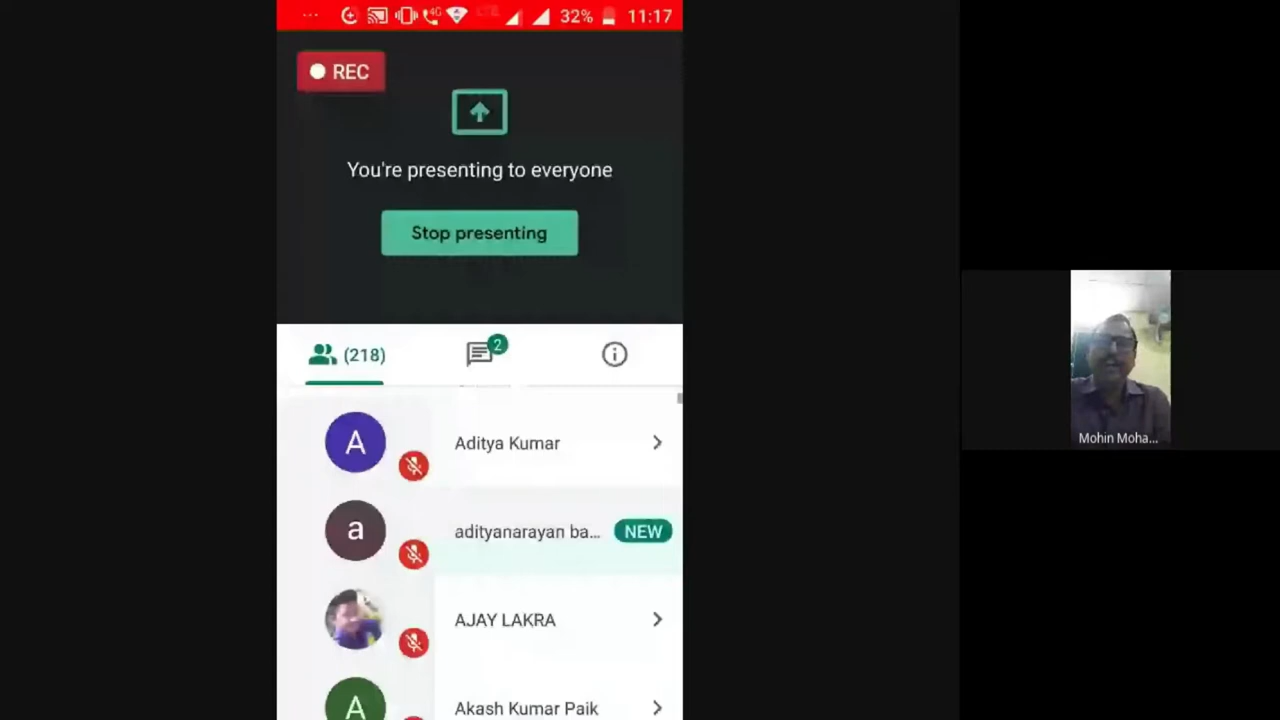 32% 11:17
REC
You're presenting to everyone
Stop presenting
(218) 2
A Aditya Kumar
a adityanarayan ba... NEW
AJAY LAKRA
A Akash Kumar Paik
Mohin Moha...